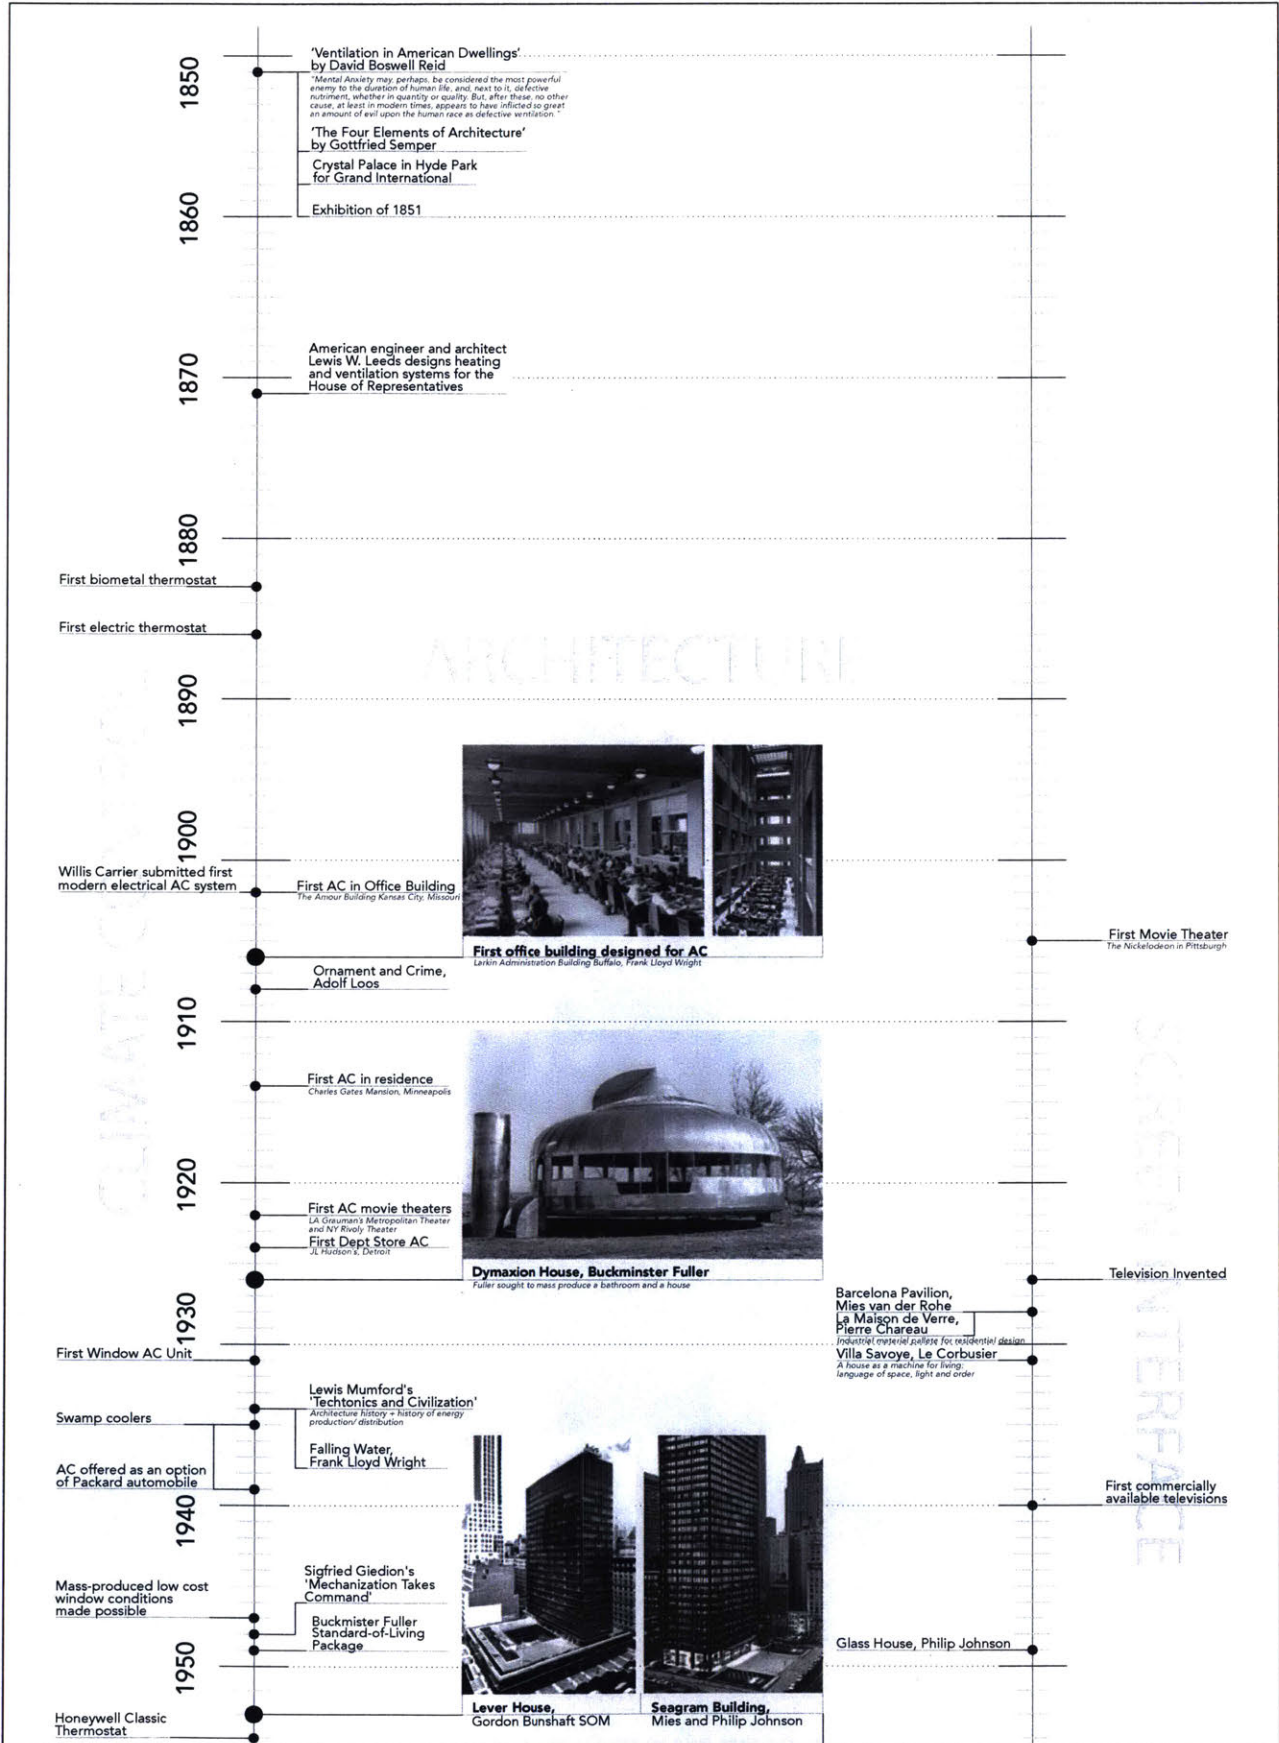 1850
'Ventilation in American Dwellings'
by David Boswell Reid
"Mental Anxiety may, perhaps, be considered the most powerful
enemy to the duration of human life, and, next to it, defective
nutriment, whether in quantity or quality. But, after these, no other
cause, at least in modern times, appears to have inflicted so great
an amount of evil upon the human race as defective ventilation."
'The Four Elements of Architecture'
by Gottfried Semper
Crystal Palace in Hyde Park
for Grand International
Exhibition of 1851
1860
American engineer and architect
Lewis W. Leeds designs heating
and ventilation systems for the
House of Representatives
1870
1880
First biometal thermostat
First electric thermostat
ARCHITECTURE
1890
1900
Willis Carrier submitted first
modern electrical AC system
First AC in Office Building
The Amour Building Kansas City, Missouri
First office building designed for AC
Larkin Administration Building Buffalo, Frank Lloyd Wright
First Movie Theater
The Nickelodeon in Pittsburgh
Ornament and Crime,
Adolf Loos
1910
First AC in residence
Charles Gates Mansion, Minneapolis
1920
First AC movie theaters
LA Grauman's Metropolitan Theater
and NY Rivoly Theater
First Dept Store AC
JL Hudson's, Detroit
Dymaxion House, Buckminster Fuller
Fuller sought to mass produce a bathroom and a house
Television Invented
Barcelona Pavilion,
Mies van der Rohe
La Maison de Verre,
Pierre Chareau
Industriel materiel pallete for residential design
1930
First Window AC Unit
Villa Savoye, Le Corbusier
A house as a machine for living;
language of space, light and order
Lewis Mumford's
'Techtonics and Civilization'
Architecture history + history of energy
production/ distribution
Swamp coolers
Falling Water,
Frank Lloyd Wright
AC offered as an option
of Packard automobile
1940
First commercially
available televisions
SCREEN INTERFACE
Sigfried Giedion's
'Mechanization Takes
Command'
Mass-produced low cost
window conditions
made possible
Buckmister Fuller
Standard-of-Living
Package
Glass House, Philip Johnson
1950
Lever House,
Gordon Bunshaft SOM
Seagram Building,
Mies and Philip Johnson
Honeywell Classic
Thermostat